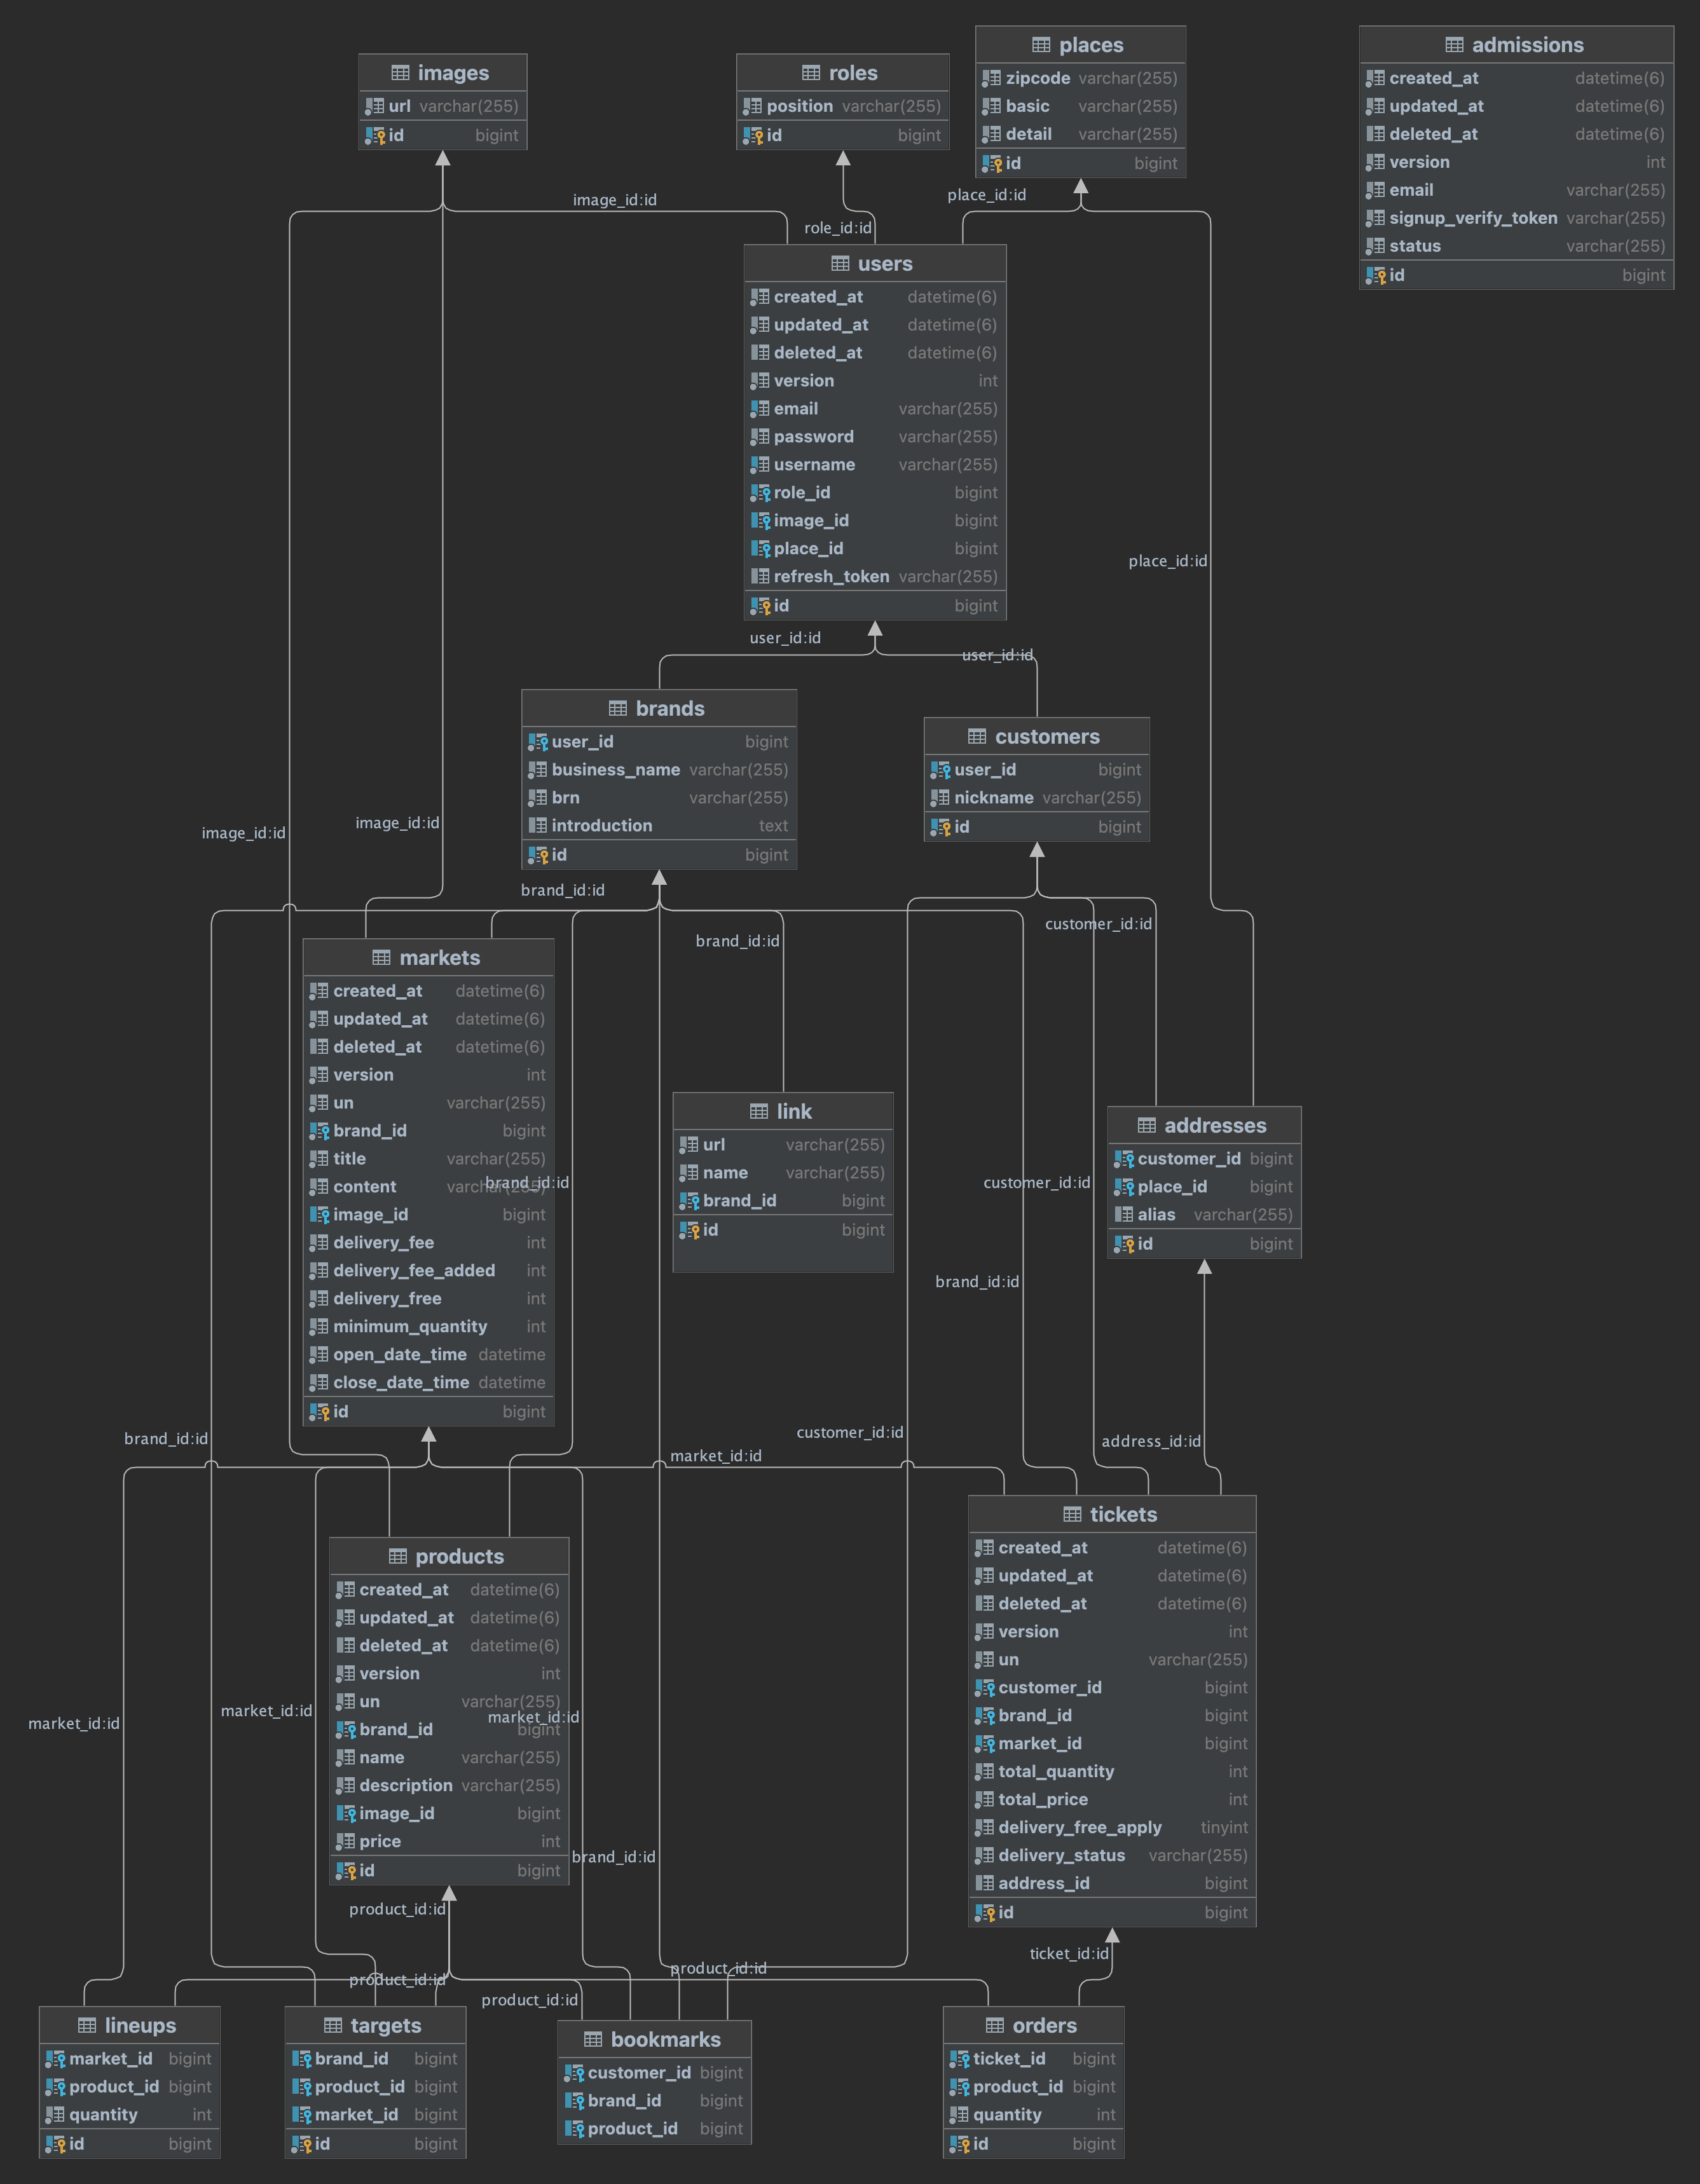 images
url varchar(255)
id bigint
roles
position varchar(255)
id bigint
places
zipcode varchar(255)
basic varchar(255)
detail varchar(255)
id bigint
admissions
created_at datetime(6)
updated_at datetime(6)
deleted_at datetime(6)
version int
email varchar(255)
signup_verify_token varchar(255)
status varchar(255)
id bigint
image_id:id
role_id:id
place_id:id
users
created_at datetime(6)
updated_at datetime(6)
deleted_at datetime(6)
version int
email varchar(255)
password varchar(255)
username varchar(255)
role_id bigint
image_id bigint
place_id bigint
refresh_token varchar(255)
id bigint
place_id:id
user_id:id
user_id:id
brands
user_id bigint
business_name varchar(255)
brn varchar(255)
introduction text
id bigint
customers
user_id bigint
nickname varchar(255)
id bigint
image_id:id
image_id:id
brand_id:id
brand_id:id
customer_id:id
markets
created_at datetime(6)
updated_at datetime(6)
deleted_at datetime(6)
version int
un varchar(255)
brand_id bigint
title varchar(255)
content varchar(255)
image_id bigint
delivery_fee int
delivery_fee_added int
delivery_free int
minimum_quantity int
open_date_time datetime
close_date_time datetime
id bigint
brand_id:id
link
url varchar(255)
name varchar(255)
brand_id bigint
id bigint
customer_id:id
brand_id:id
addresses
customer_id bigint
place_id bigint
alias varchar(255)
id bigint
brand_id:id
market_id:id
customer_id:id
address_id:id
products
created_at datetime(6)
updated_at datetime(6)
deleted_at datetime(6)
version int
un varchar(255)
brand_id bigint
name varchar(255)
description varchar(255)
image_id bigint
price int
id bigint
tickets
created_at datetime(6)
updated_at datetime(6)
deleted_at datetime(6)
version int
un varchar(255)
customer_id bigint
brand_id bigint
market_id bigint
total_quantity int
total_price int
delivery_free_apply tinyint
delivery_status varchar(255)
address_id bigint
id bigint
market_id:id
market_id:id
market_id:id
brand_id:id
product_id:id
product_id:id
product_id:id
product_id:id
ticket_id:id
lineups
market_id bigint
product_id bigint
quantity int
id bigint
targets
brand_id bigint
product_id bigint
market_id bigint
id bigint
bookmarks
customer_id bigint
brand_id bigint
product_id bigint
orders
ticket_id bigint
product_id bigint
quantity int
id bigint